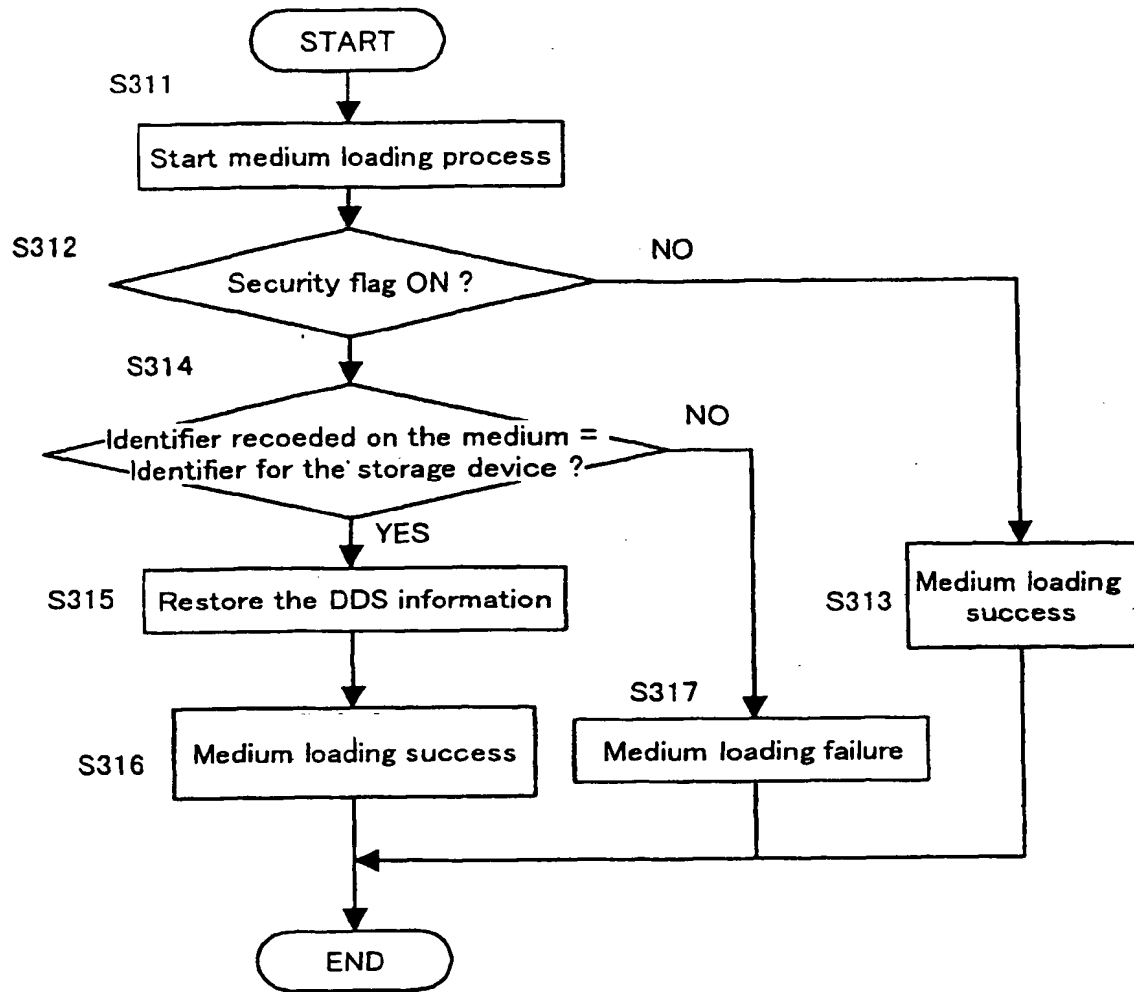 START
S311
Start medium loading process
S312
Security flag ON ?
NO
S314
Identifier recoeded on the medium =
Identifier for the storage device ?
NO
YES
S315
Restore the DDS information
S313
Medium loading
success
S317
S316
Medium loading success
Medium loading failure
END